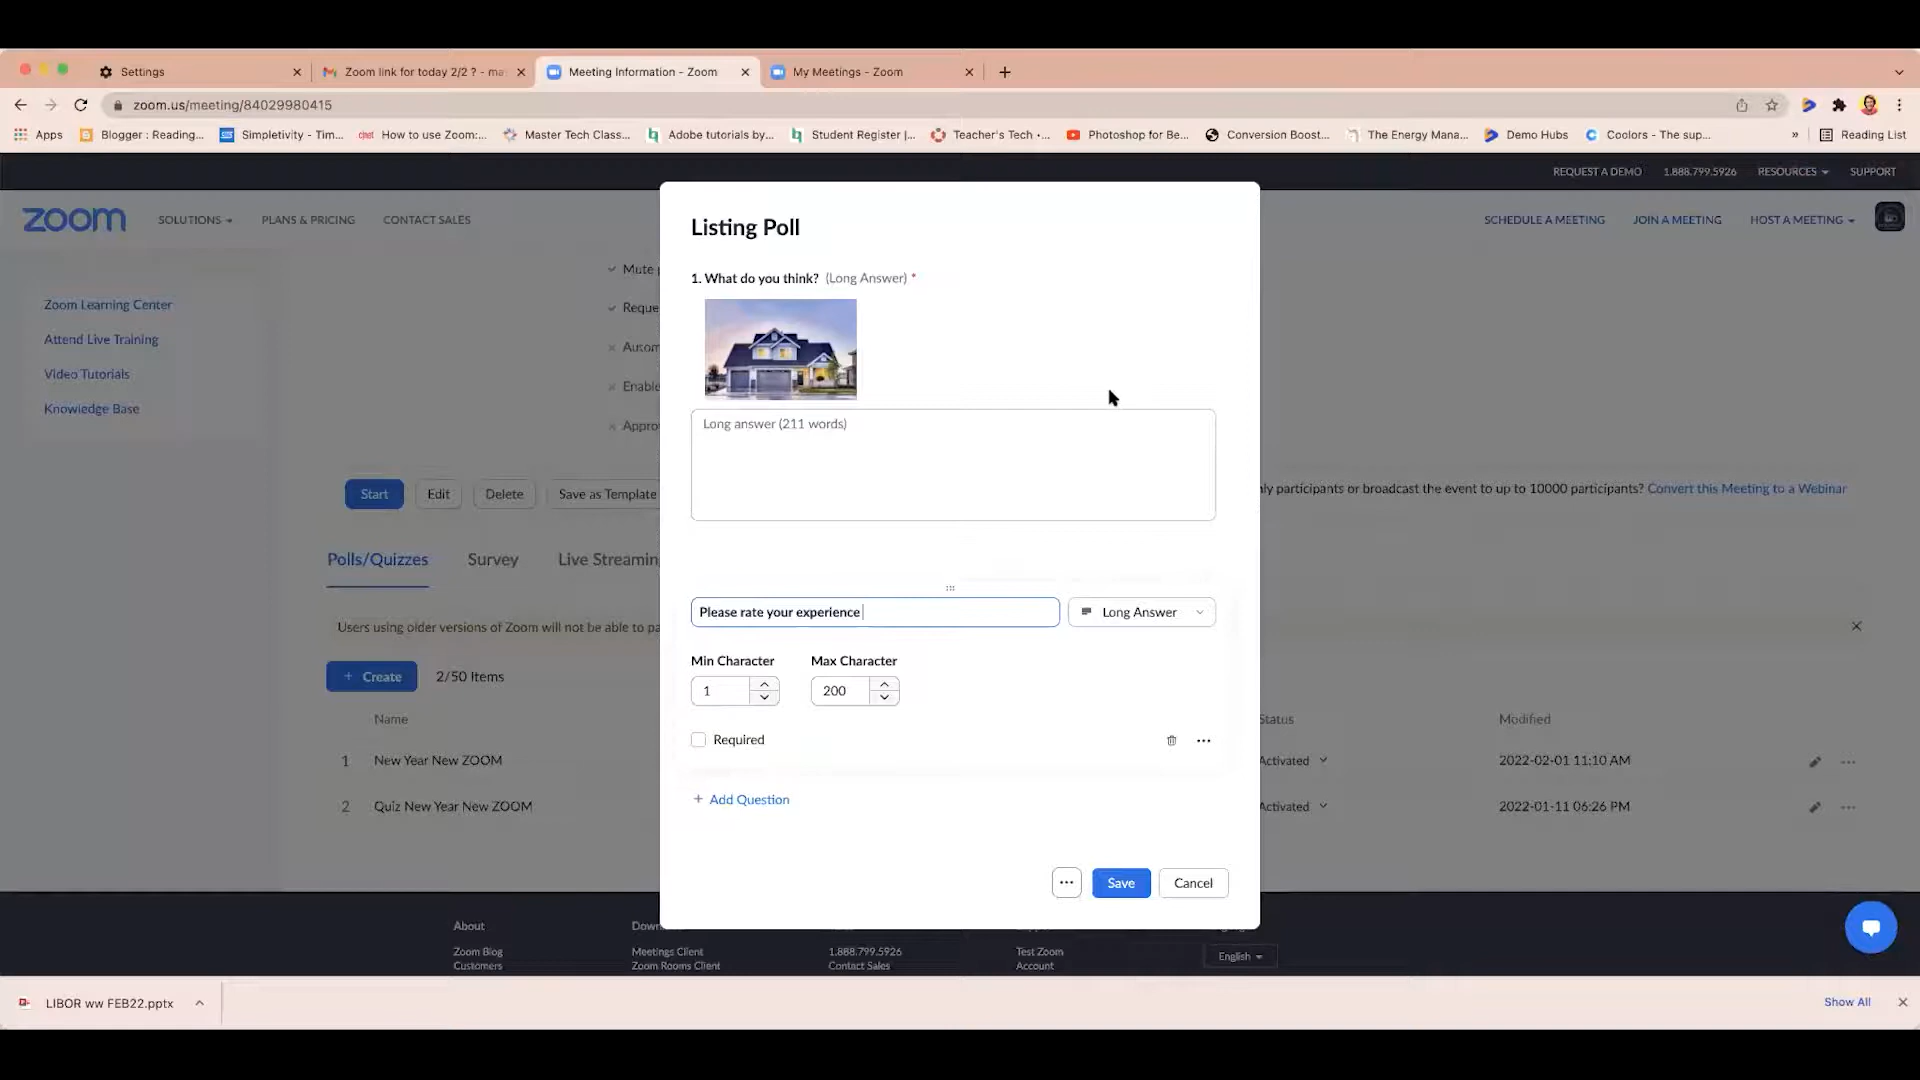 Settings
Zoom link for today 2/2 ? - ma
Meeting Information - Zoom
My Meetings - Zoom
zoom.us/meeting/84029980415
Apps
Blogger : Reading...
Simpletivity - Tim...
cnet How to use Zoom:...
Master Tech Class...
Adobe tutorials by...
Student Register |...
Teacher's Tech •...
Photoshop for Be...
Conversion Boost...
The Energy Mana...
Demo Hubs
Coolors - The sup...
»
Reading List
REQUEST A DEMO
1.888.799.5926
RESOURCES
SUPPORT
zoom
SOLUTIONS
PLANS & PRICING
CONTACT SALES
SCHEDULE A MEETING
JOIN A MEETING
HOST A MEETING
Zoom Learning Center
Attend Live Training
Video Tutorials
Knowledge Base
Mute
Reque
Autom
Enable
Appro
Start
Edit
Delete
Save as Template
nly participants or broadcast the event to up to 10000 participants? Convert this Meeting to a Webinar
Polls/Quizzes
Survey
Live Streaming
Users using older versions of Zoom will not be able to pa
+ Create
2/50 Items
Name
Status
Modified
1 New Year New ZOOM
Activated
2022-02-01 11:10 AM
2 Quiz New Year New ZOOM
Activated
2022-01-11 06:26 PM
Listing Poll
1. What do you think? (Long Answer) *
Long answer (211 words)
Please rate your experience
Long Answer
Min Character
Max Character
1
200
Required
+ Add Question
Save
Cancel
About
Down
Zoom Blog
Meetings Client
1.888.799.5926
Test Zoom
English
Customers
Zoom Rooms Client
Contact Sales
Account
LIBOR ww FEB22.pptx
Show All